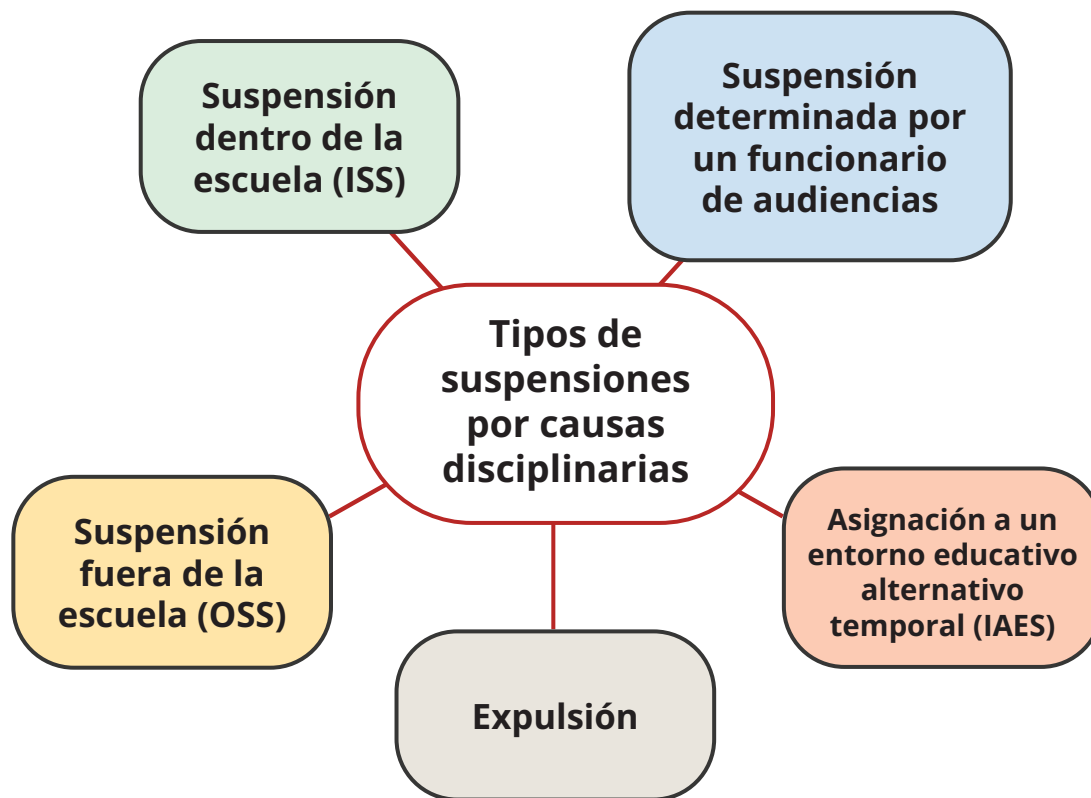 Suspensión
dentro de la
escuela (ISS)
Suspensión
determinada por
un funcionario
de audiencias
Tipos de
suspensiones
por causas
disciplinarias
Suspensión
fuera de la
escuela (OSS)
Asignación a un
entorno educativo
alternativo
temporal (IAES)
Expulsión